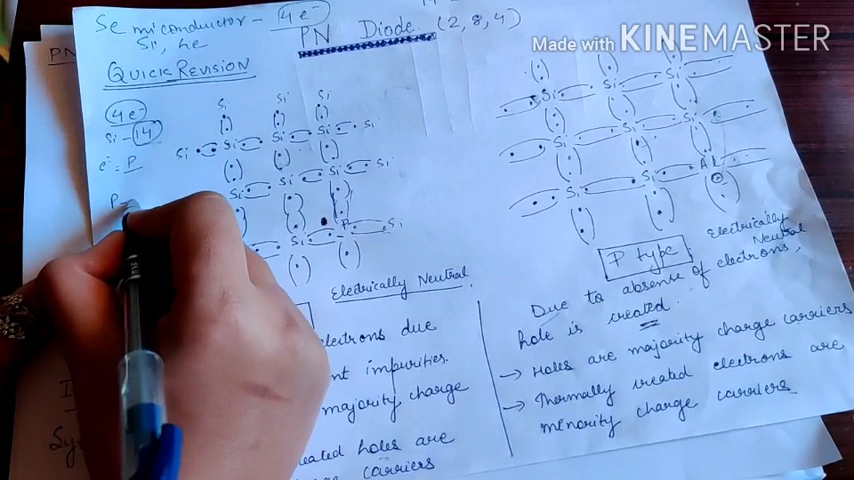 Semiconductor - 4e⁻
Si, Ge
PN Diode (2, 8, 4)
Made with KINEMASTER
PN
QUICK REVISION
4e⁻
Si - 14
e⁻ = P
P -
Si Si Si
Si Si Si Si
Si Si Si Si
Si P Si
Electrically Neutral
electrons due
impurities.
majority charge
holes are
carriers
Si Si Si
Si Si Si
Si Si Al
P type
Electrically
Neutral
Due to absense of electrons,
hole is created.
→ Holes are majority charge carriers
→ Thermally created electrons are
minority charge carriers